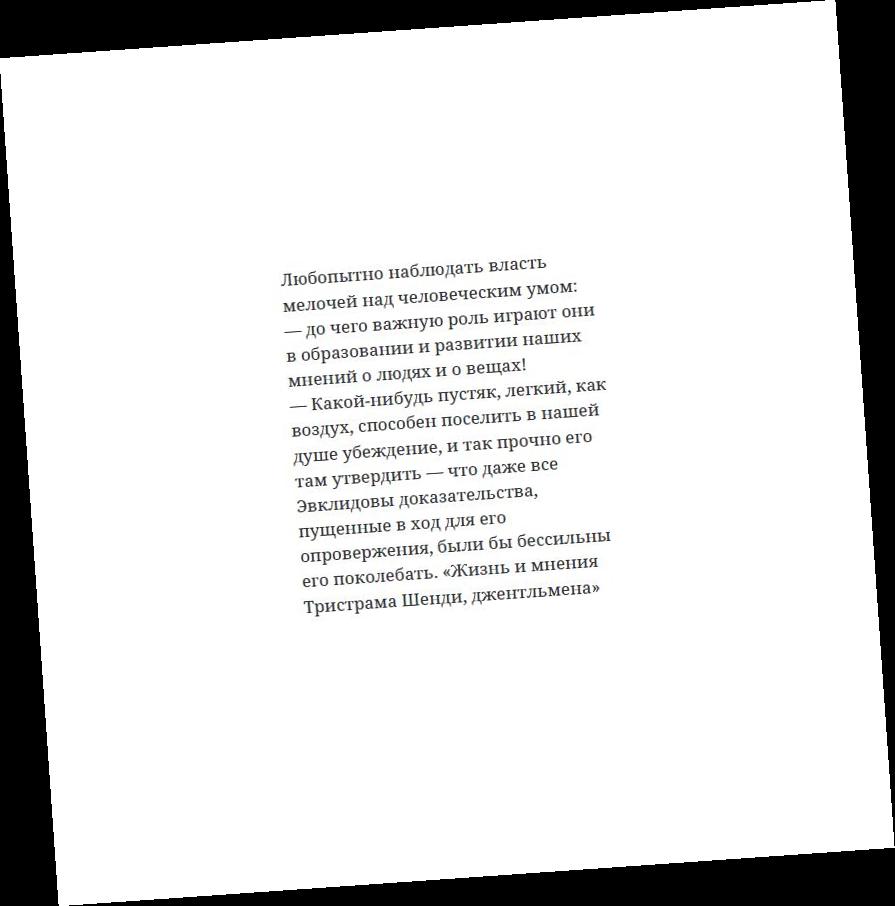 Любопытно наблюдать власть
мелочей над человеческим умом:
— до чего важную роль играют они
в образовании и развитии наших
мнений о людях и о вещах!
— Какой-нибудь пустяк, легкий, как
воздух, способен поселить в нашей
душе убеждение, и так прочно его
там утвердить — что даже все
Эвклидовы доказательства,
пущенные в ход для его
опровержения, были бы бессильны
его поколебать. «Жизнь и мнения
Тристрама Шенди, джентльмена»